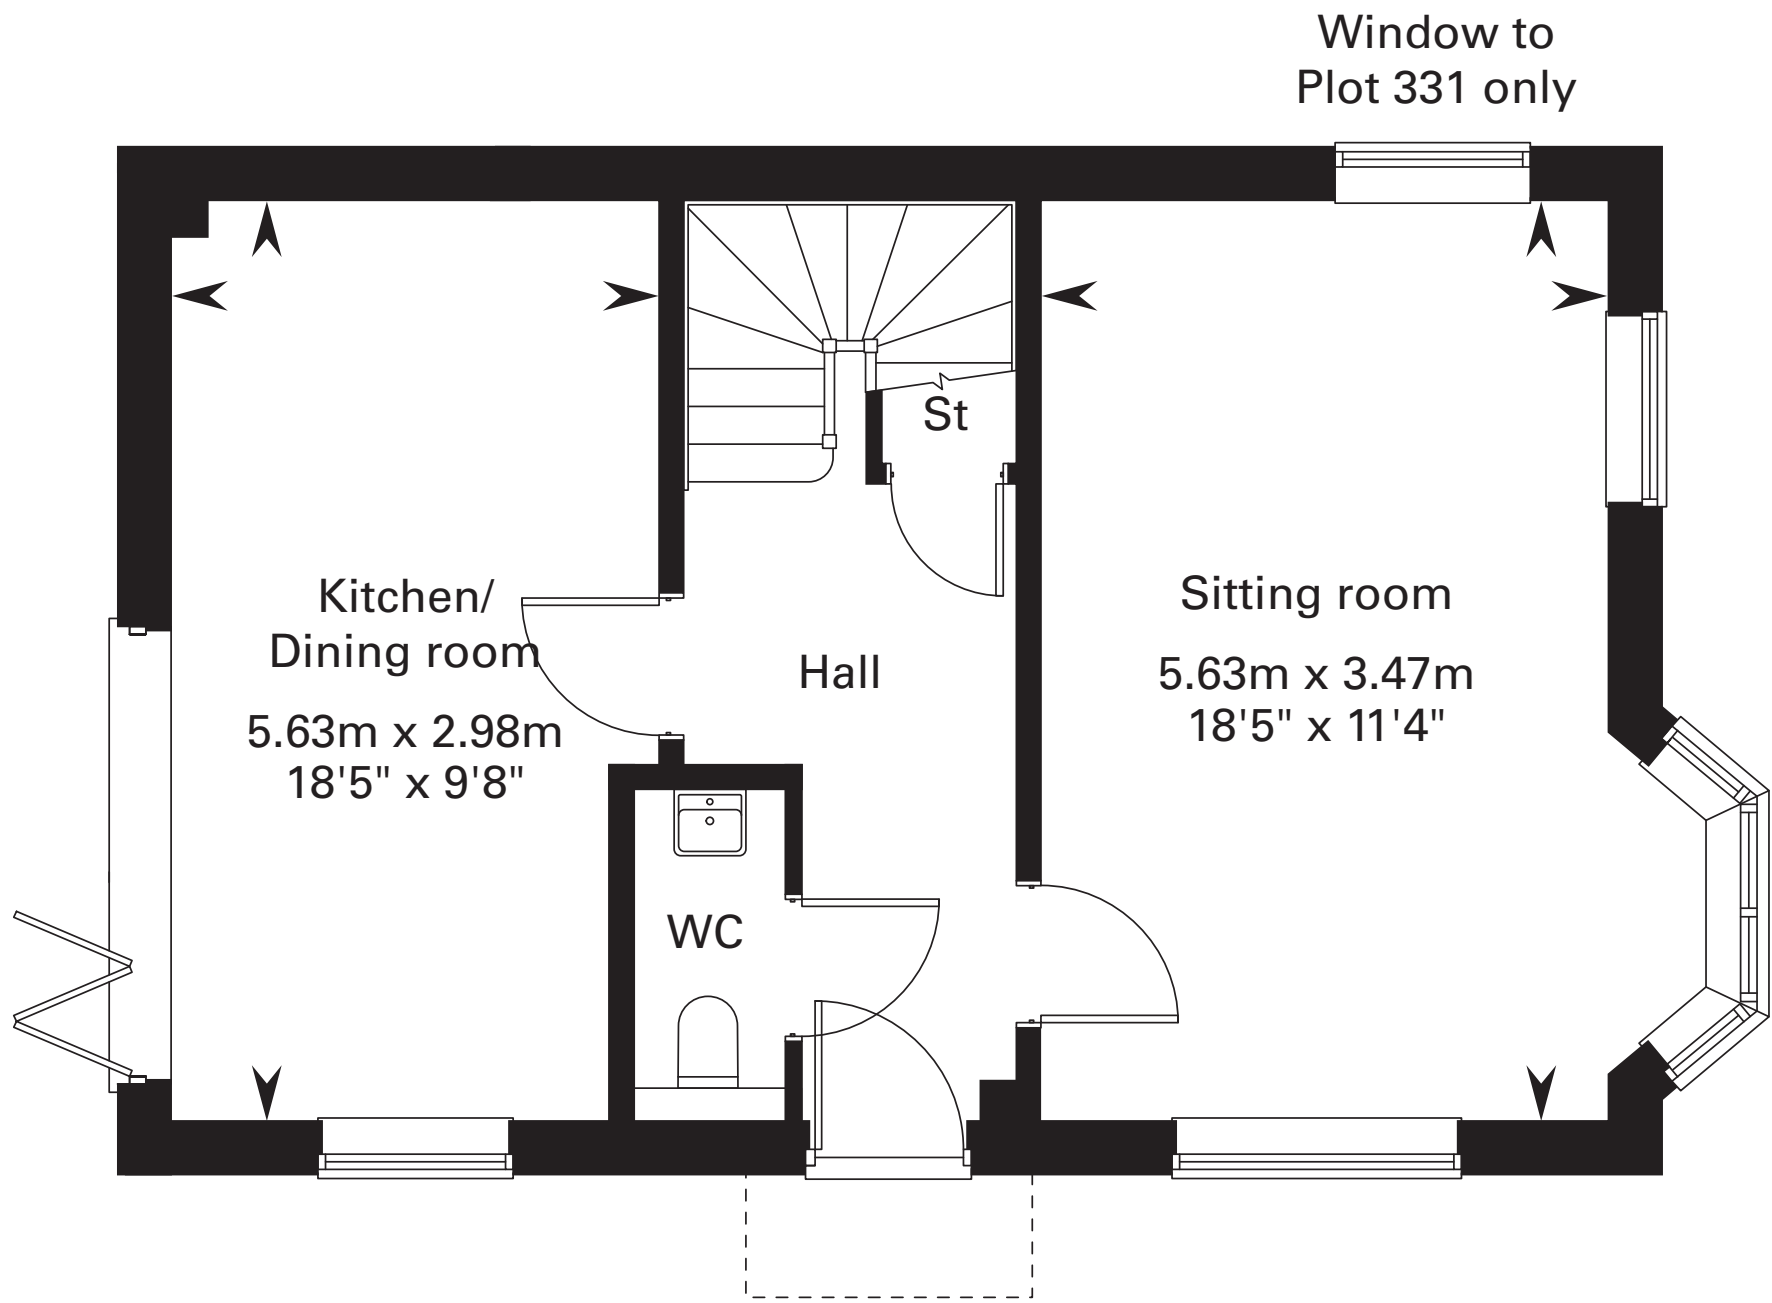 Window to
Plot 331 only
St
Kitchen/
Dining room
5.63m x 2.98m
18'5" x 9'8"
Hall
Sitting room
5.63m x 3.47m
18'5" x 11'4"
WC